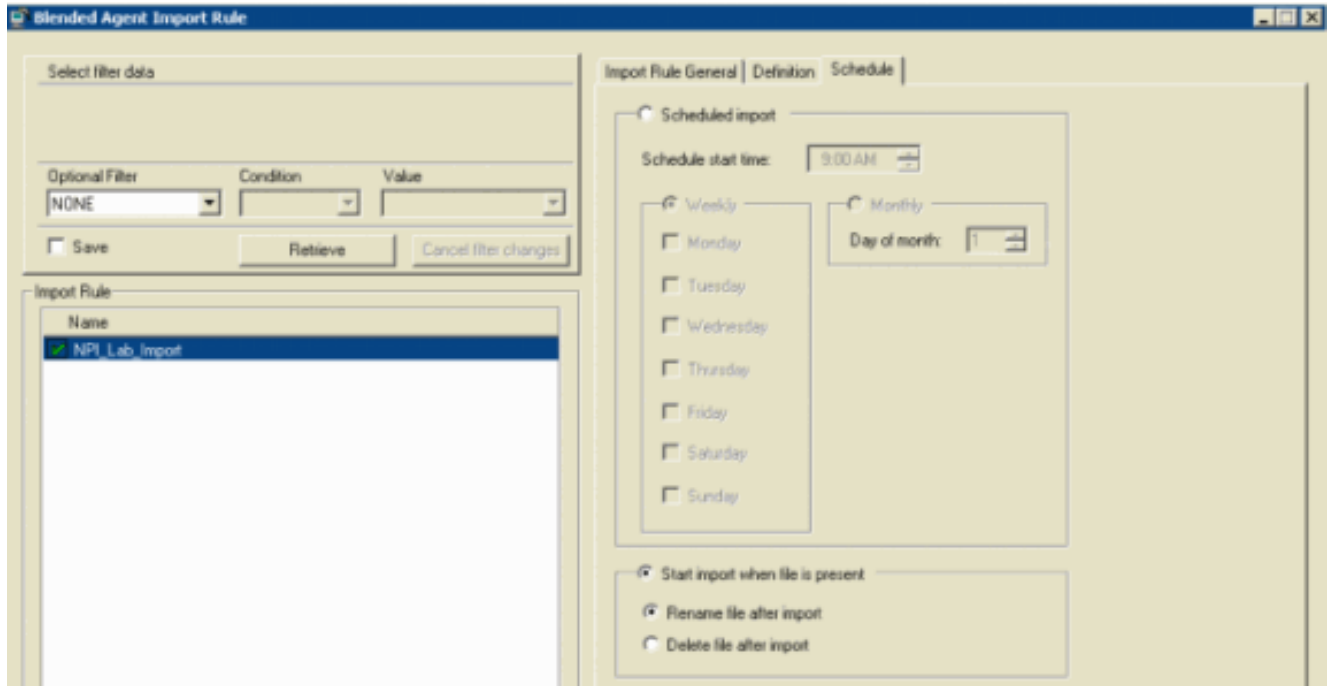 Blended Agent Import Rule
Select filter data
Optional Filter Condition Value
NONE
Save Retrieve Cancel filter changes
Import Rule
Name
NPI_Lab_Import
Import Rule General Definition Schedule
Scheduled import
Schedule start time: 9:00 AM
Weekly Monthly
Monday Day of month: 1
Tuesday
Wednesday
Thursday
Friday
Saturday
Sunday
Start import when file is present
Rename file after import
Delete file after import